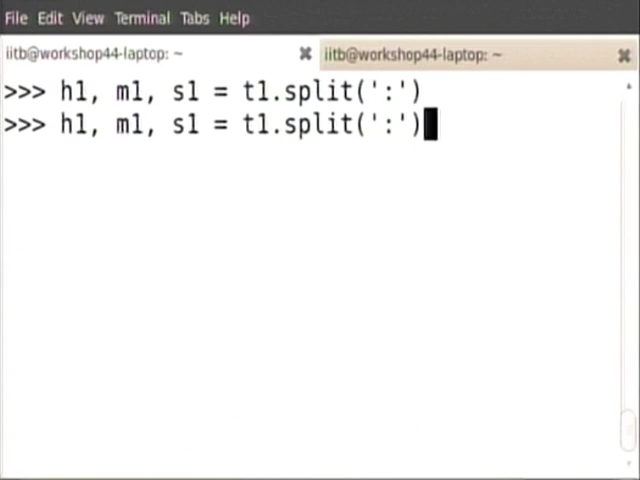 File Edit View Terminal Tabs Help
iitb@workshop44-laptop: ~ iitb@workshop44-laptop: ~
>>> h1, m1, s1 = t1.split(':')
>>> h1, m1, s1 = t1.split(':')